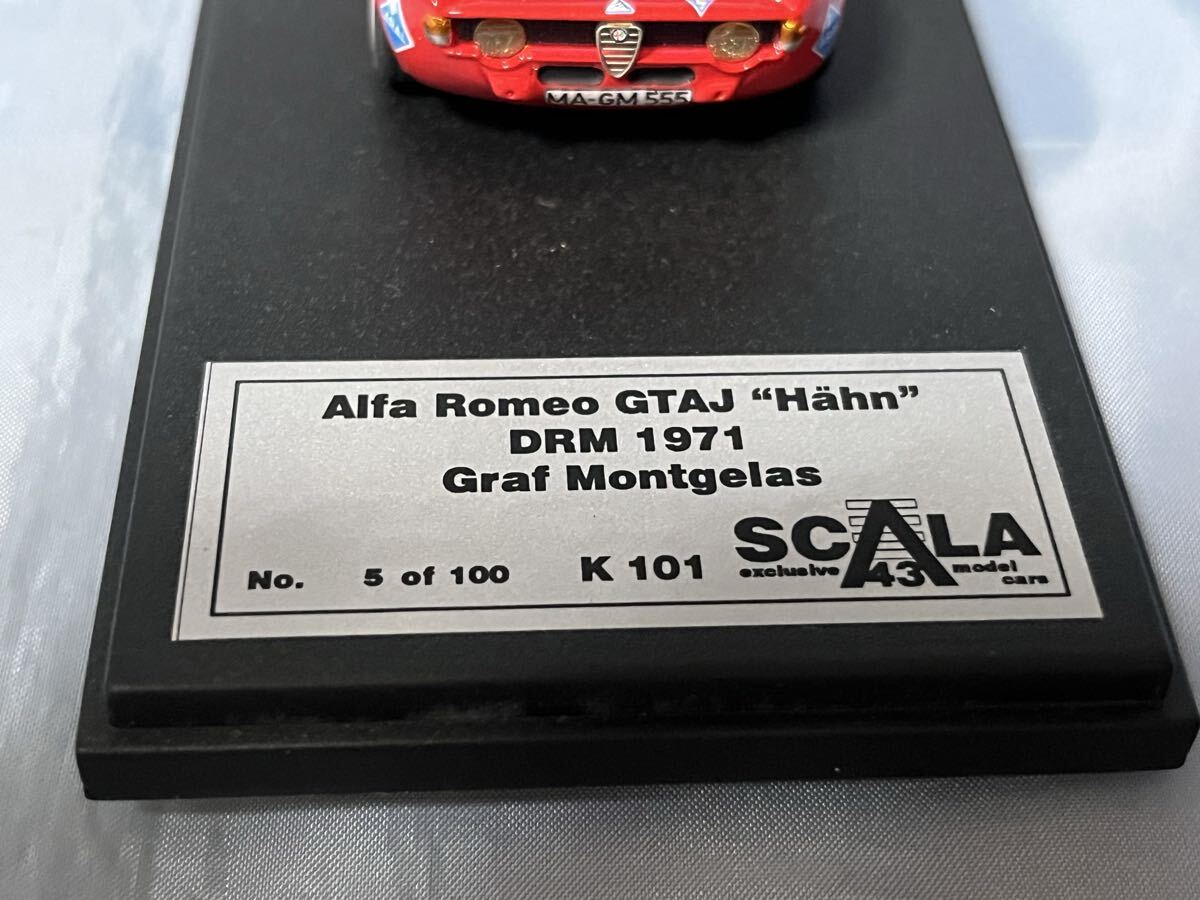 MA-GM 555
Alfa Romeo GTAJ “Hähn”
DRM 1971
Graf Montgelas
No. 5 of 100 K 101
SCALA
exclusive 43 model
cars